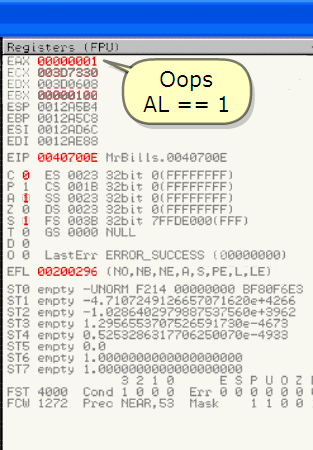 Registers (FPU)
EAX 00000001
ECX 003D7330
EDX 003D0608
EBX 00000100
ESP 0012A5B4
EBP 0012A5C8
ESI 0012AD6C
EDI 0012AE88
Oops
AL == 1
EIP 0040700E MrBills.0040700E
C 0 ES 0023 32bit 0(FFFFFFFF)
P 1 CS 001B 32bit 0(FFFFFFFF)
A 1 SS 0023 32bit 0(FFFFFFFF)
Z 0 DS 0023 32bit 0(FFFFFFFF)
S 1 FS 003B 32bit 7FFDE000(FFF)
T 0 GS 0000 NULL
D 0
O 0 LastErr ERROR_SUCCESS (00000000)
EFL 00200296 (NO,NB,NE,A,S,PE,L,LE)
ST0 empty -UNORM F214 00000000 BF80F6E3
ST1 empty -4.7107249126657071620e+4266
ST2 empty -1.0286402979887537560e+3962
ST3 empty 1.2956553707526591730e-4673
ST4 empty 0.5253286317706250070e-4933
ST5 empty 0.0
ST6 empty 1.0000000000000000000
ST7 empty 1.0000000000000000000
3 2 1 0 E S P U O Z
FST 4000 Cond 1 0 0 0 Err 0 0 0 0 0 0
FCW 1272 Prec NEAR,53 Mask 1 1 0 0